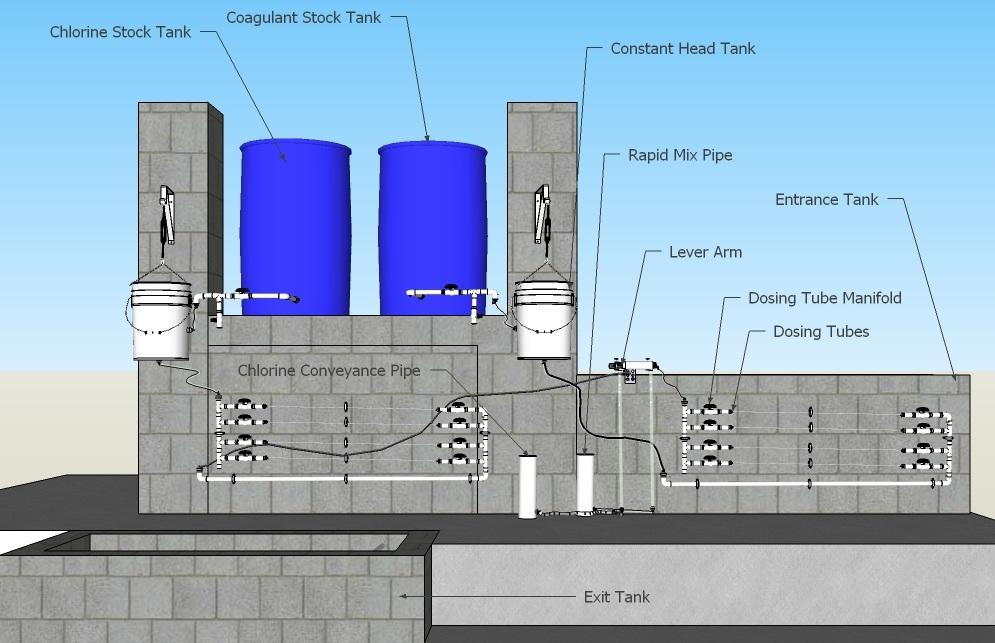 Coagulant Stock Tank
Chlorine Stock Tank
Constant Head Tank
Rapid Mix Pipe
Entrance Tank
Lever Arm
Dosing Tube Manifold
Dosing Tubes
Chlorine Conveyance Pipe
Exit Tank